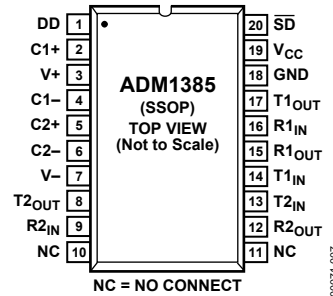 DD 1
C1+ 2
V+ 3
C1– 4
C2+ 5
C2– 6
V– 7
T2OUT 8
R2IN 9
NC 10
ADM1385
(SSOP)
TOP VIEW
(Not to Scale)
20 SD
19 VCC
18 GND
17 T1OUT
16 R1IN
15 R1OUT
14 T1IN
13 T2IN
12 R2OUT
11 NC
NC = NO CONNECT